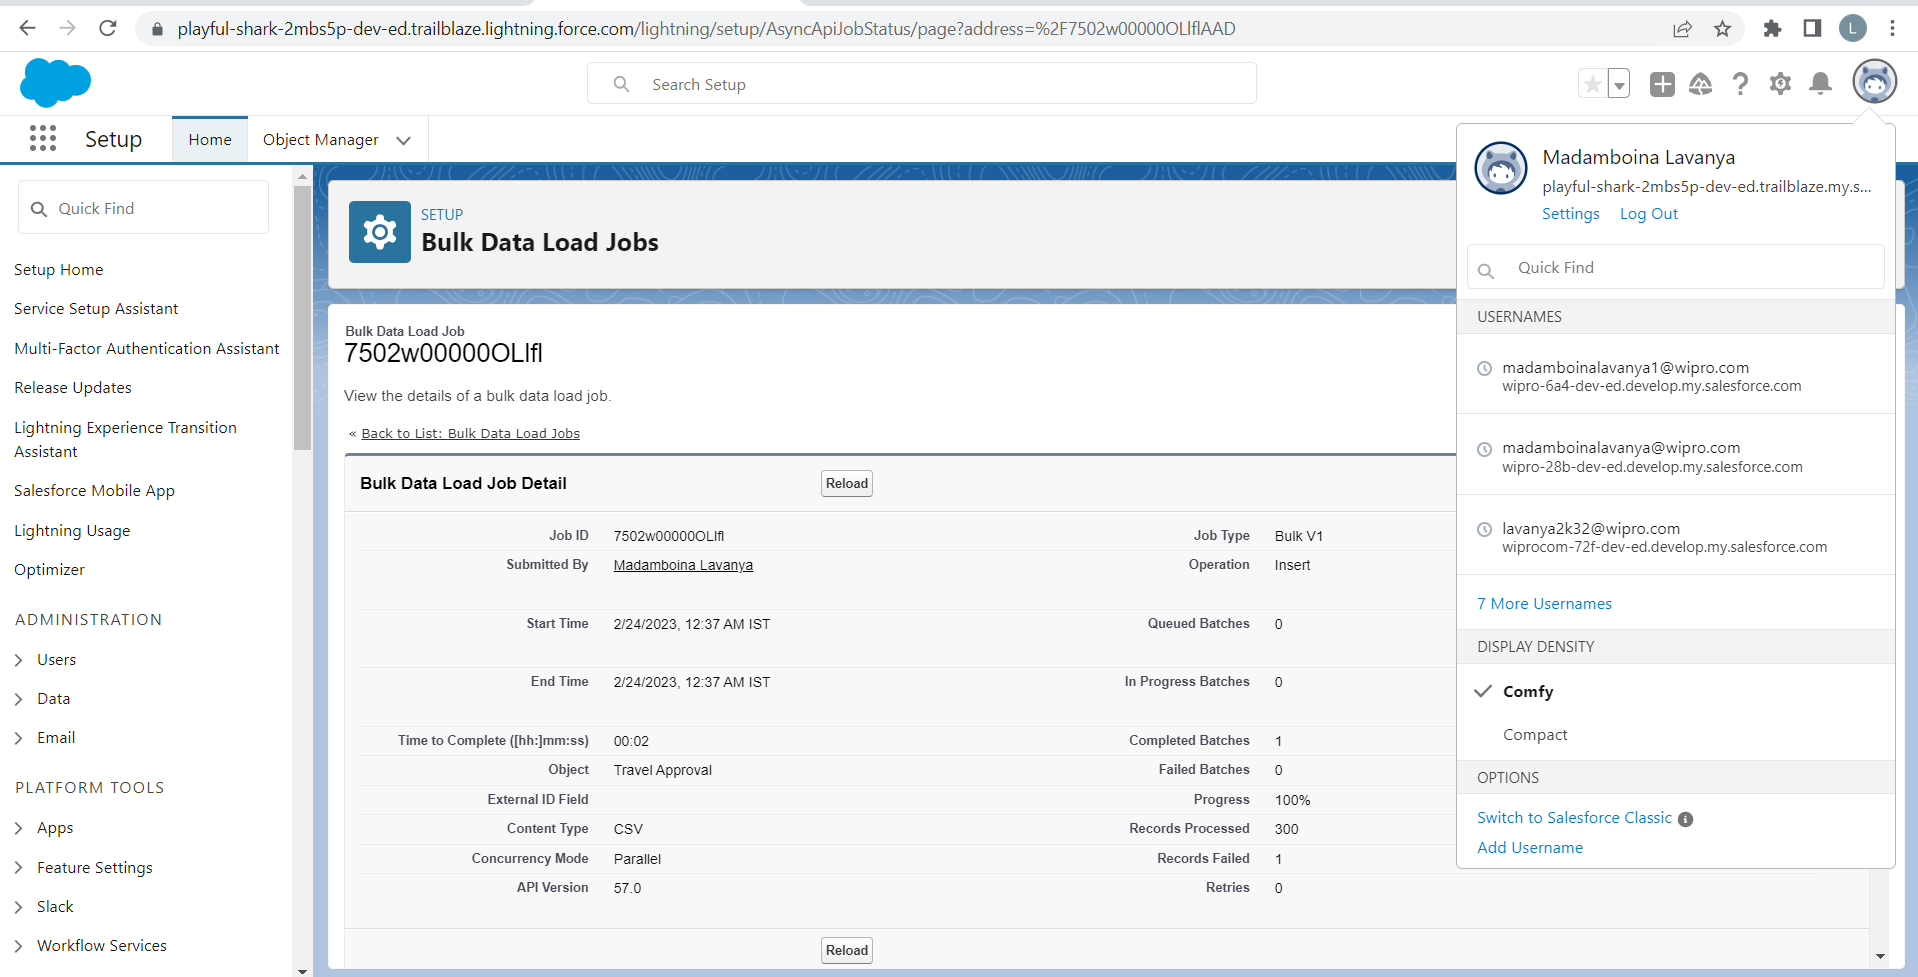 playful-shark-2mbs5p-dev-ed.trailblaze.lightning.force.com/lightning/setup/AsyncApiJobStatus/page?address=%2F7502w00000OLlflAAD
L
Search Setup
Setup
Home
Object Manager
Quick Find
Setup Home
Service Setup Assistant
Multi-Factor Authentication Assistant
Release Updates
Lightning Experience Transition
Assistant
Salesforce Mobile App
Lightning Usage
Optimizer
ADMINISTRATION
Users
Data
Email
PLATFORM TOOLS
Apps
Feature Settings
Slack
Workflow Services
SETUP
Bulk Data Load Jobs
Bulk Data Load Job
7502w00000OLlfl
View the details of a bulk data load job.
« Back to List: Bulk Data Load Jobs
Bulk Data Load Job Detail
Reload
Job ID 7502w00000OLlfl Job Type Bulk V1
Submitted By Madamboina Lavanya Operation Insert
Start Time 2/24/2023, 12:37 AM IST Queued Batches 0
End Time 2/24/2023, 12:37 AM IST In Progress Batches 0
Time to Complete ([hh:]mm:ss) 00:02 Completed Batches 1
Object Travel Approval Failed Batches 0
External ID Field Progress 100%
Content Type CSV Records Processed 300
Concurrency Mode Parallel Records Failed 1
API Version 57.0 Retries 0
Reload
Madamboina Lavanya
playful-shark-2mbs5p-dev-ed.trailblaze.my.s...
Settings Log Out
Quick Find
USERNAMES
madamboinalavanya1@wipro.com
wipro-6a4-dev-ed.develop.my.salesforce.com
madamboinalavanya@wipro.com
wipro-28b-dev-ed.develop.my.salesforce.com
lavanya2k32@wipro.com
wiprocom-72f-dev-ed.develop.my.salesforce.com
7 More Usernames
DISPLAY DENSITY
Comfy
Compact
OPTIONS
Switch to Salesforce Classic
Add Username